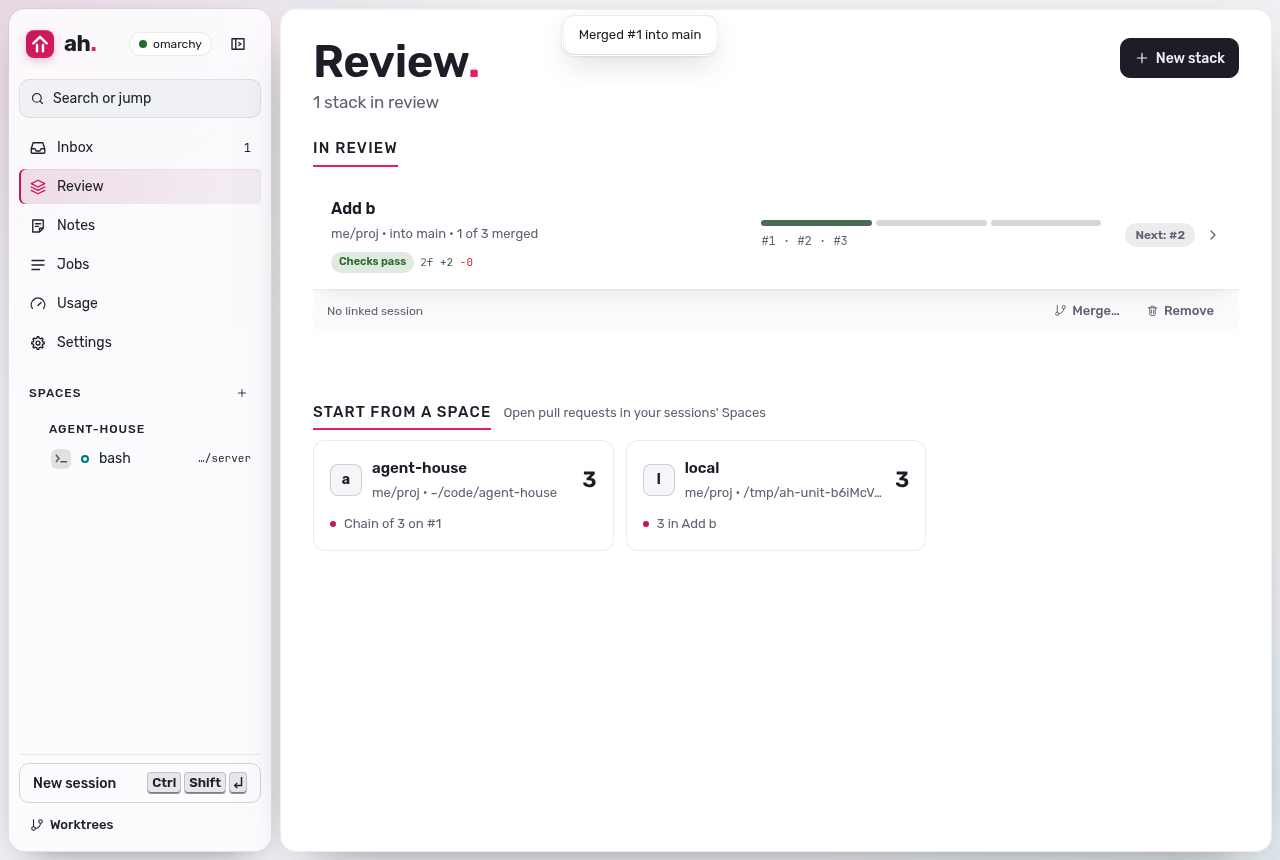 ah.
omarchy
Search or jump
Inbox 1
Review
Notes
Jobs
Usage
Settings
SPACES
AGENT-HOUSE
bash …/server
New session Ctrl Shift
Worktrees
Merged #1 into main
Review.
1 stack in review
New stack
IN REVIEW
Add b
me/proj • into main • 1 of 3 merged
Checks pass 2f +2 -0
#1 · #2 · #3
Next: #2
No linked session
Merge… Remove
START FROM A SPACE Open pull requests in your sessions' Spaces
a agent-house 3
me/proj • ~/code/agent-house
Chain of 3 on #1
l local 3
me/proj • /tmp/ah-unit-b6iMcV…
3 in Add b